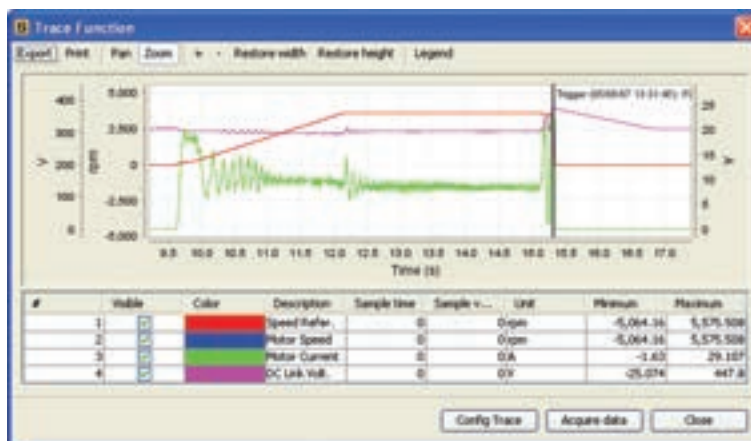 Trace Function
Export Print Pan Zoom + - Restore width Restore height Legend
400 5,000 25
300 2,500 20
V 200 rpm 0 15 A
100 -2,500 10
0 -5,000 5
0
9.5 10.0 10.5 11.0 11.5 12.0 12.5 13.0 13.5 14.0 14.5 15.0 15.5 16.0 16.5 17.0
Time (s)
# Visible Color Description Sample time Sample v... Unit Minimum Maximum
1 Speed Refer. 0 0 rpm -5,064.16 5,575.508
2 Motor Speed 0 0 rpm -5,064.16 5,575.508
3 Motor Current 0 0 A -1.63 29.107
4 DC Link Volt. 0 0 V -25.074 447.8
Config Trace Acquire data Close